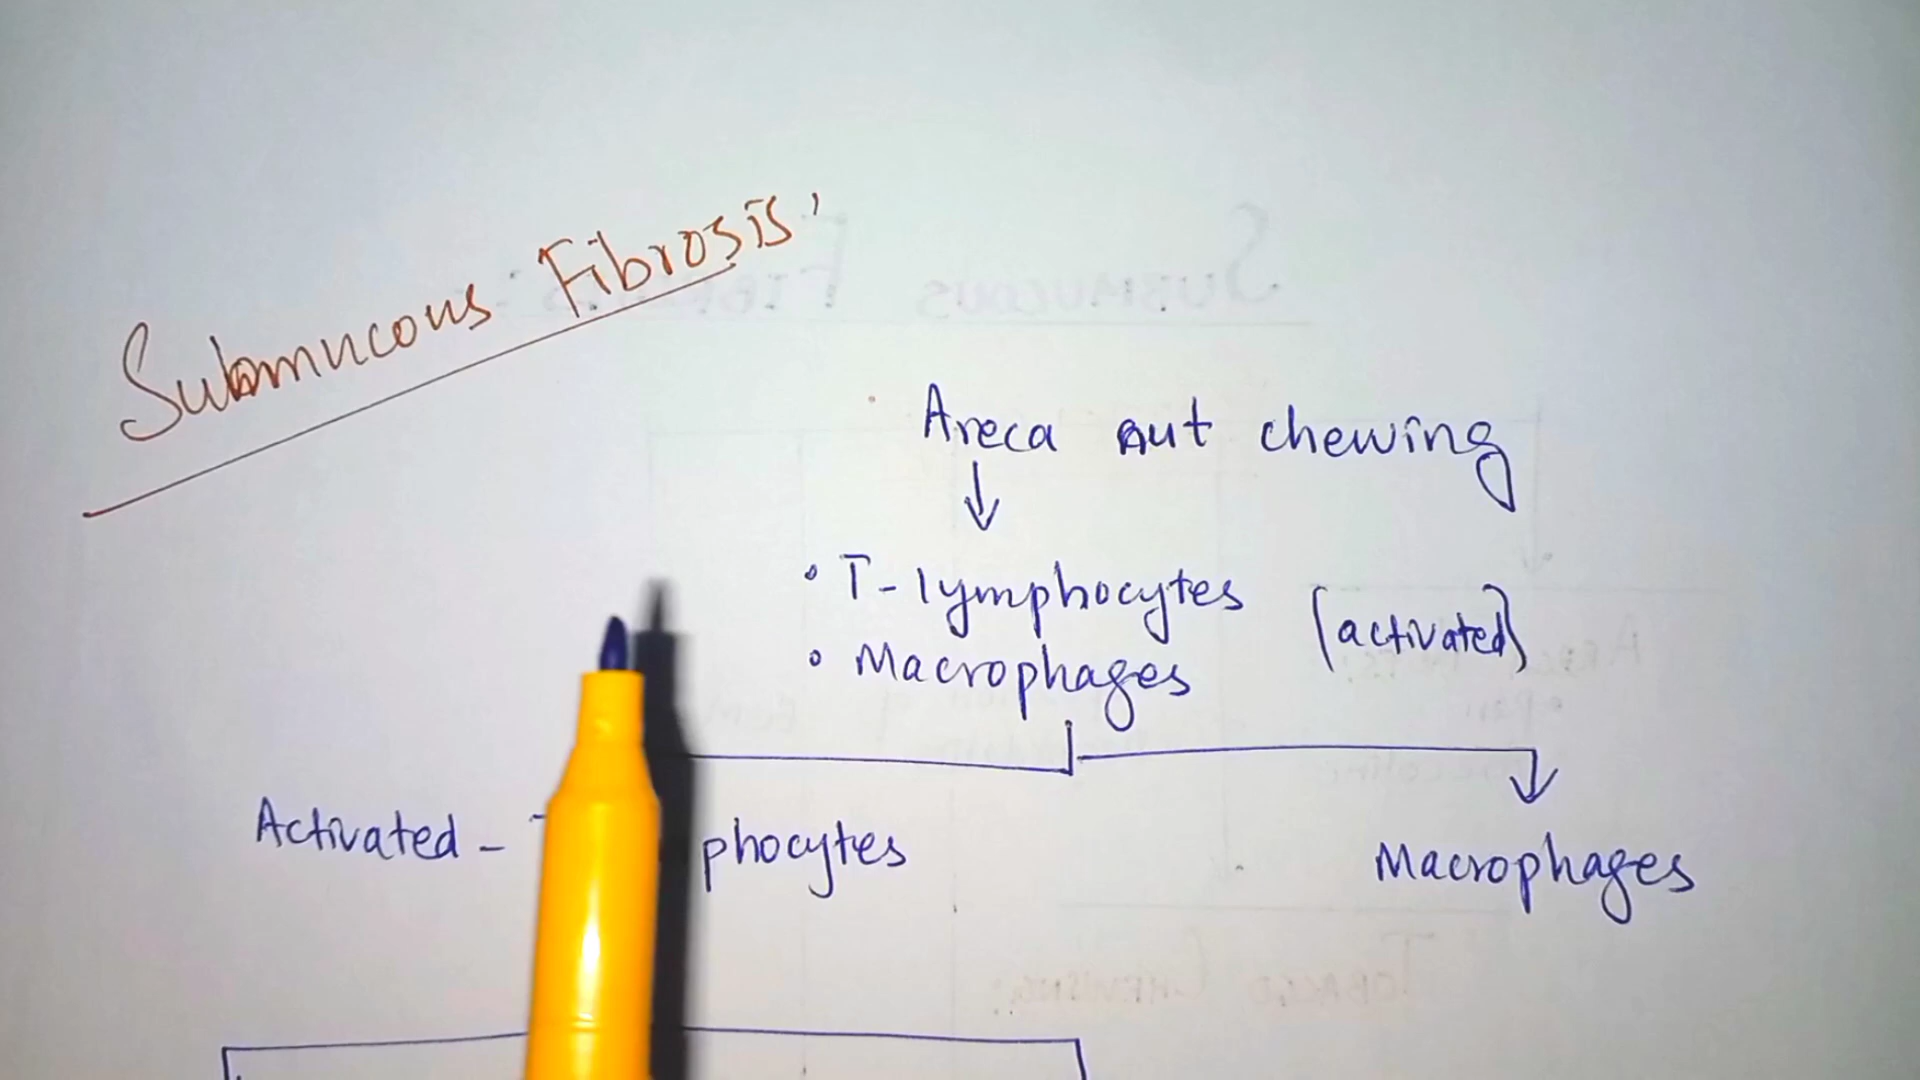 Submucous Fibrosis
Areca nut chewing
↓
• T-lymphocytes (activated)
• Macrophages
Activated - phocytes
Macrophages